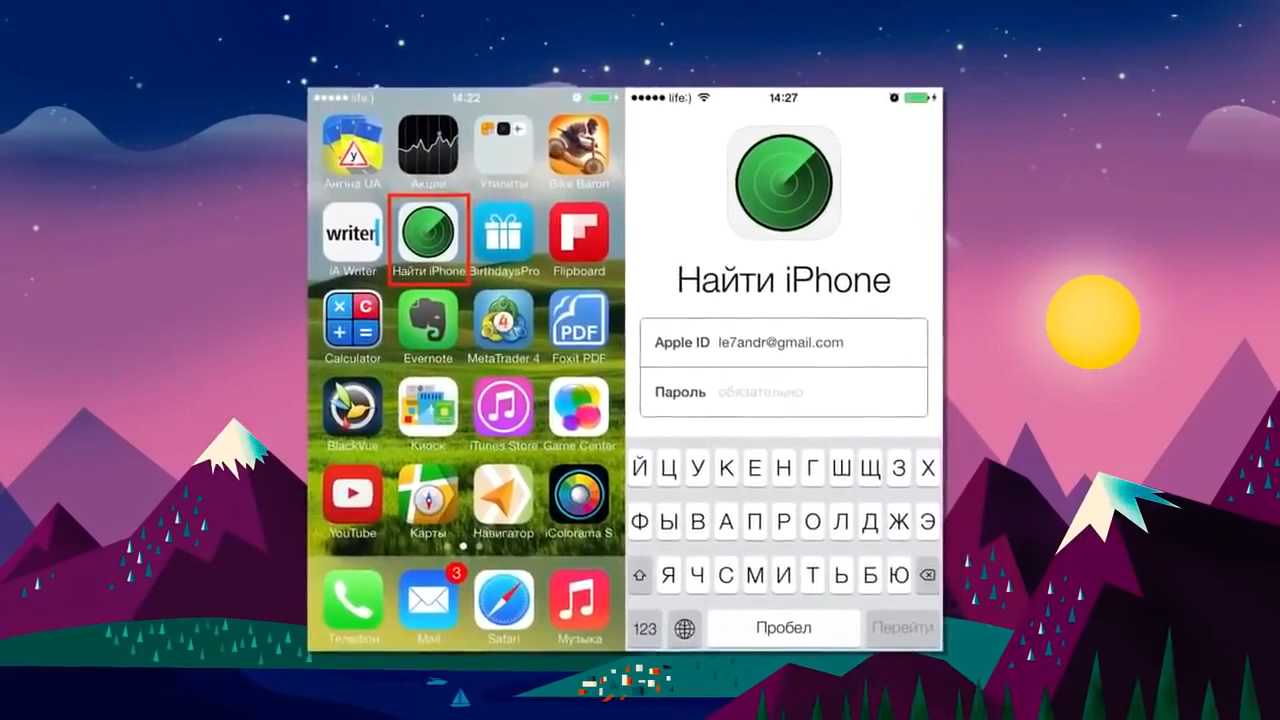 life:) 14:22
У
Ангіна UA Акции Утилиты Bike Baron
writer
iA Writer Найти iPhone BirthdaysPro Flipboard
× C
+ =
4
PDF
Calculator Evernote MetaTrader 4 Foxit PDF
BlackVue Киоск iTunes Store Game Center
YouTube Карты Навигатор iColorama S
3
Телефон Mail Safari Музыка
life:) 14:27
Найти iPhone
Apple ID le7andr@gmail.com
Пароль обязательно
Й Ц У К Е Н Г Ш Щ З Х
Ф Ы В А П Р О Л Д Ж Э
Я Ч С М И Т Ь Б Ю
123 Пробел Перейти